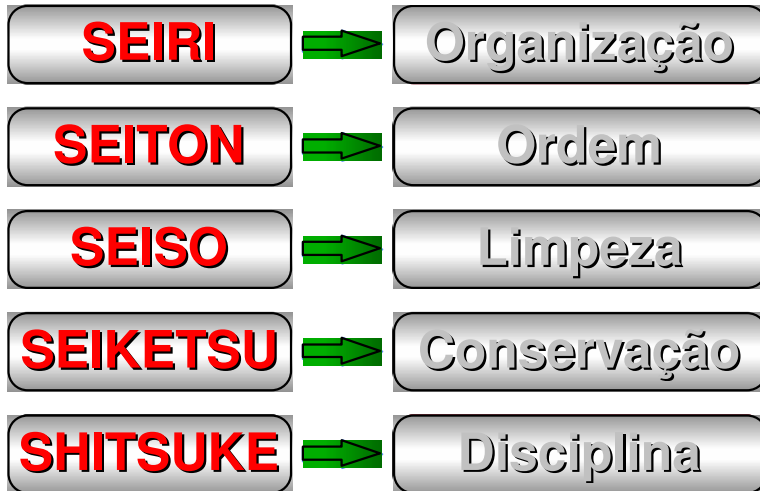 SEIRI Organização
SEITON Ordem
SEISO Limpeza
SEIKETSU Conservação
SHITSUKE Disciplina